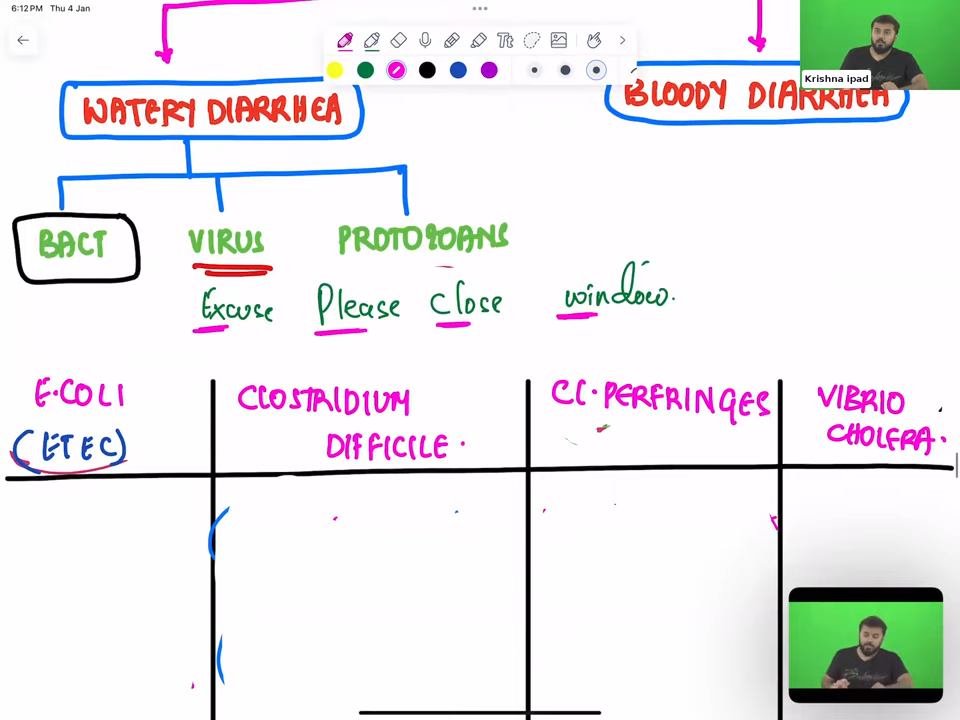 6:12 PM Thu 4 Jan
Tt
Krishna ipad
WATERY DIARRHEA
BLOODY DIARRHEA
BACT VIRUS PROTOZOANS
Excuse Please close window.
E.COLI CLOSTRIDIUM CL.PERFRINGES VIBRIO
(ETEC) DIFFICILE. CHOLERA.